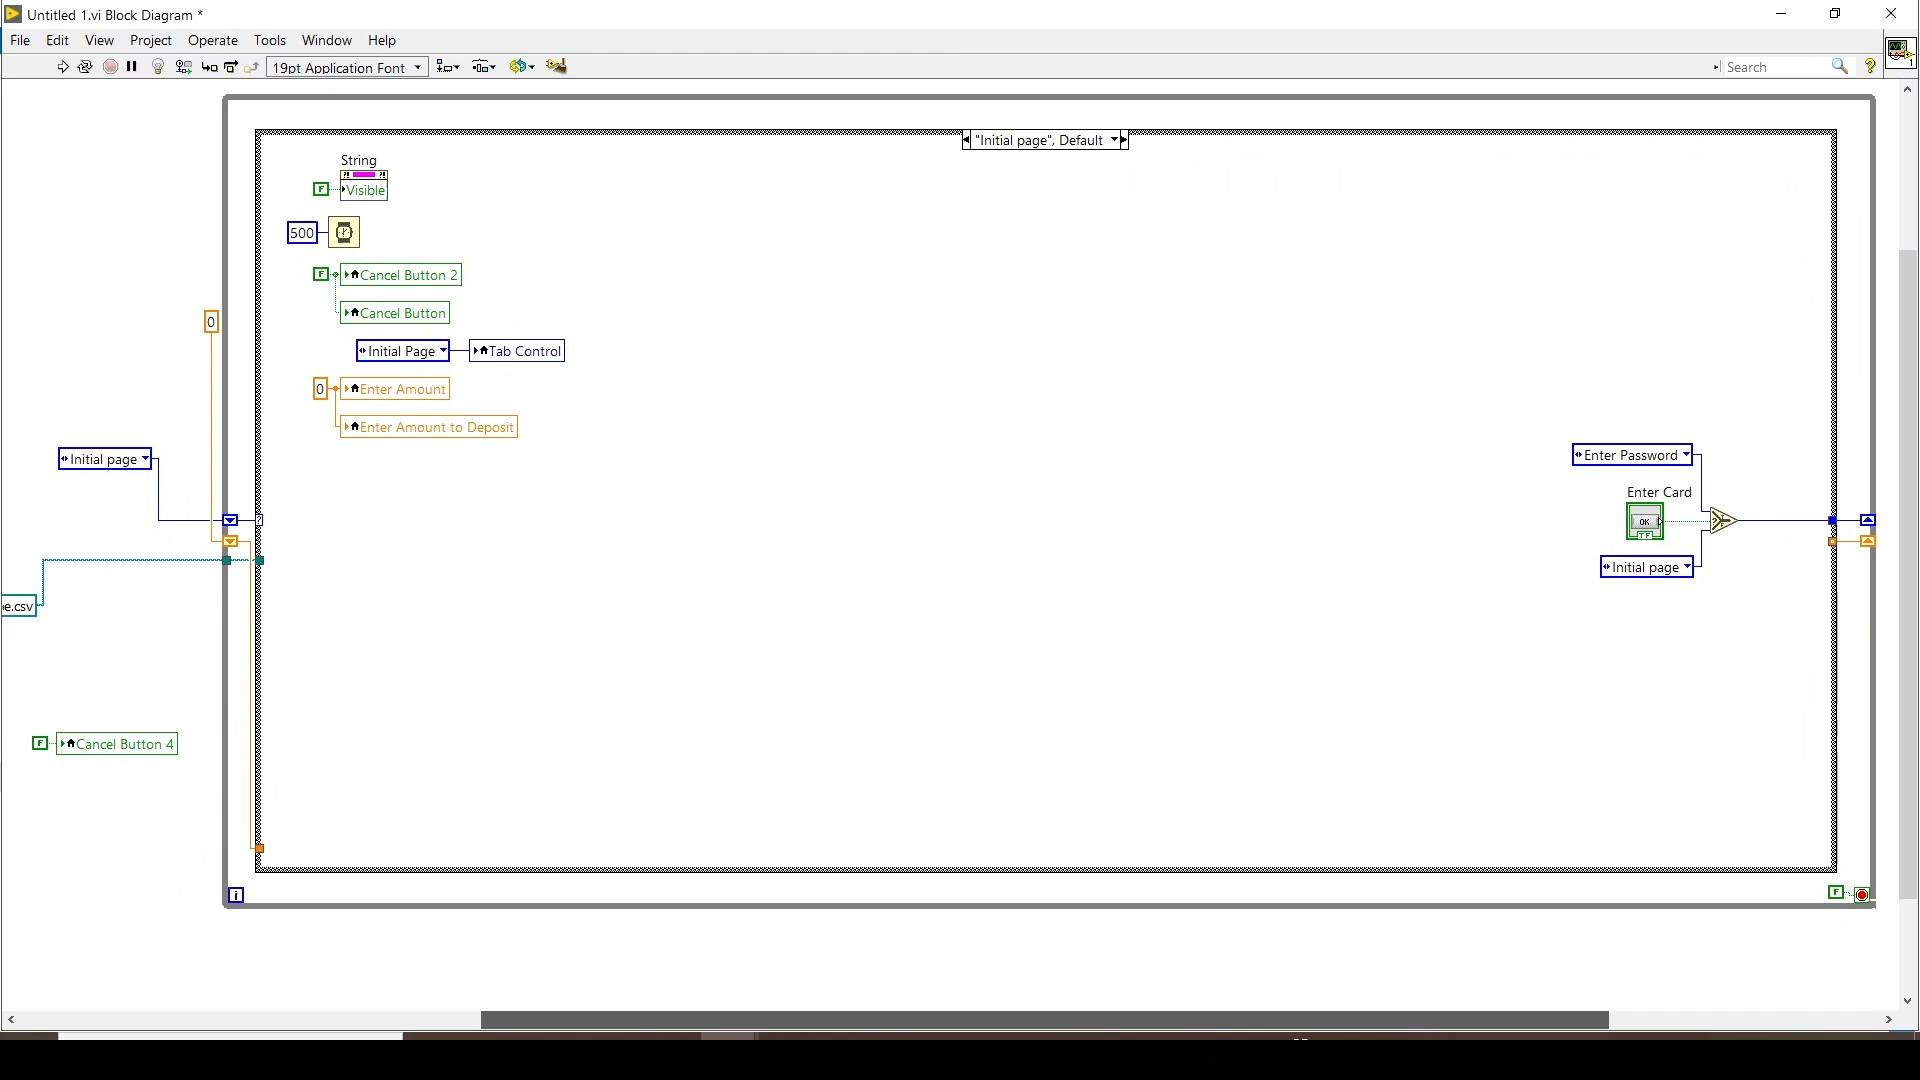 Untitled 1.vi Block Diagram *
File Edit View Project Operate Tools Window Help
19pt Application Font
Search
1
"Initial page", Default
String
F Visible
500
F Cancel Button 2
Cancel Button
0
Initial Page Tab Control
0 Enter Amount
Enter Amount to Deposit
Initial page
Enter Password
Enter Card
OK
TF
?
Initial page
e.csv
F Cancel Button 4
i
F